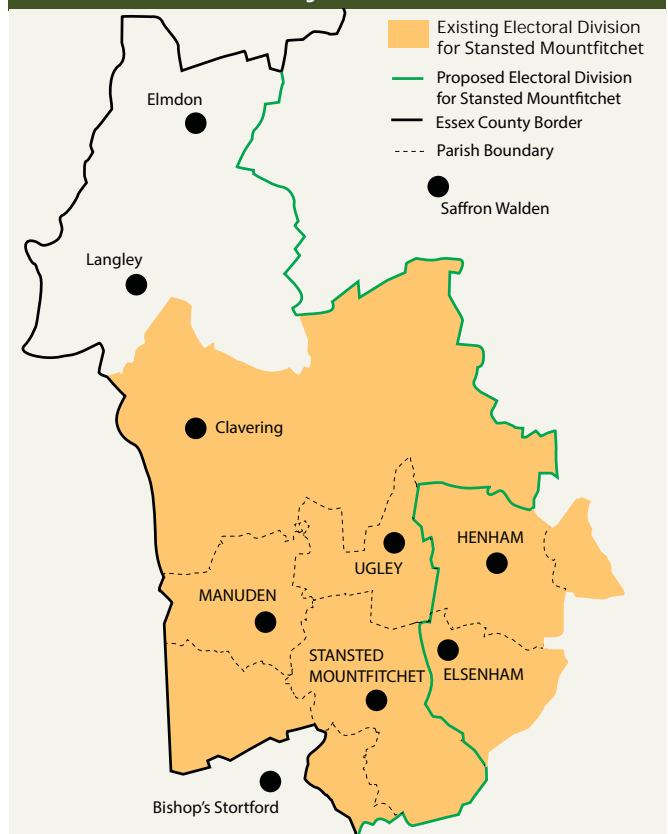 Existing Electoral Division
for Stansted Mountfitchet
Proposed Electoral Division
for Stansted Mountfitchet
Essex County Border
Parish Boundary
Elmdon
Saffron Walden
Langley
Clavering
HENHAM
UGLEY
MANUDEN
STANSTED
MOUNTFITCHET
ELSENHAM
Bishop's Stortford